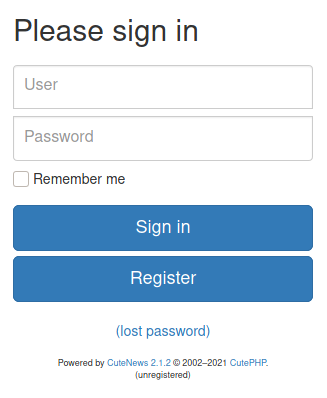 Please sign in
User
Password
Remember me
Sign in
Register
(lost password)
Powered by CuteNews 2.1.2 © 2002–2021 CutePHP.
(unregistered)